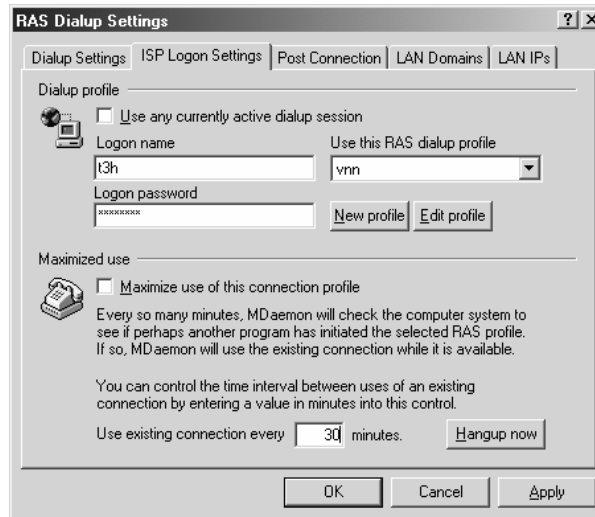 RAS Dialup Settings
Dialup Settings ISP Logon Settings Post Connection LAN Domains LAN IPs
Dialup profile
Use any currently active dialup session
Logon name Use this RAS dialup profile
t3h vnn
Logon password
xxxxxxxx New profile Edit profile
Maximized use
Maximize use of this connection profile
Every so many minutes, MDaemon will check the computer system to
see if perhaps another program has initiated the selected RAS profile.
If so, MDaemon will use the existing connection while it is available.
You can control the time interval between uses of an existing
connection by entering a value in minutes into this control.
Use existing connection every 30 minutes. Hangup now
OK Cancel Apply